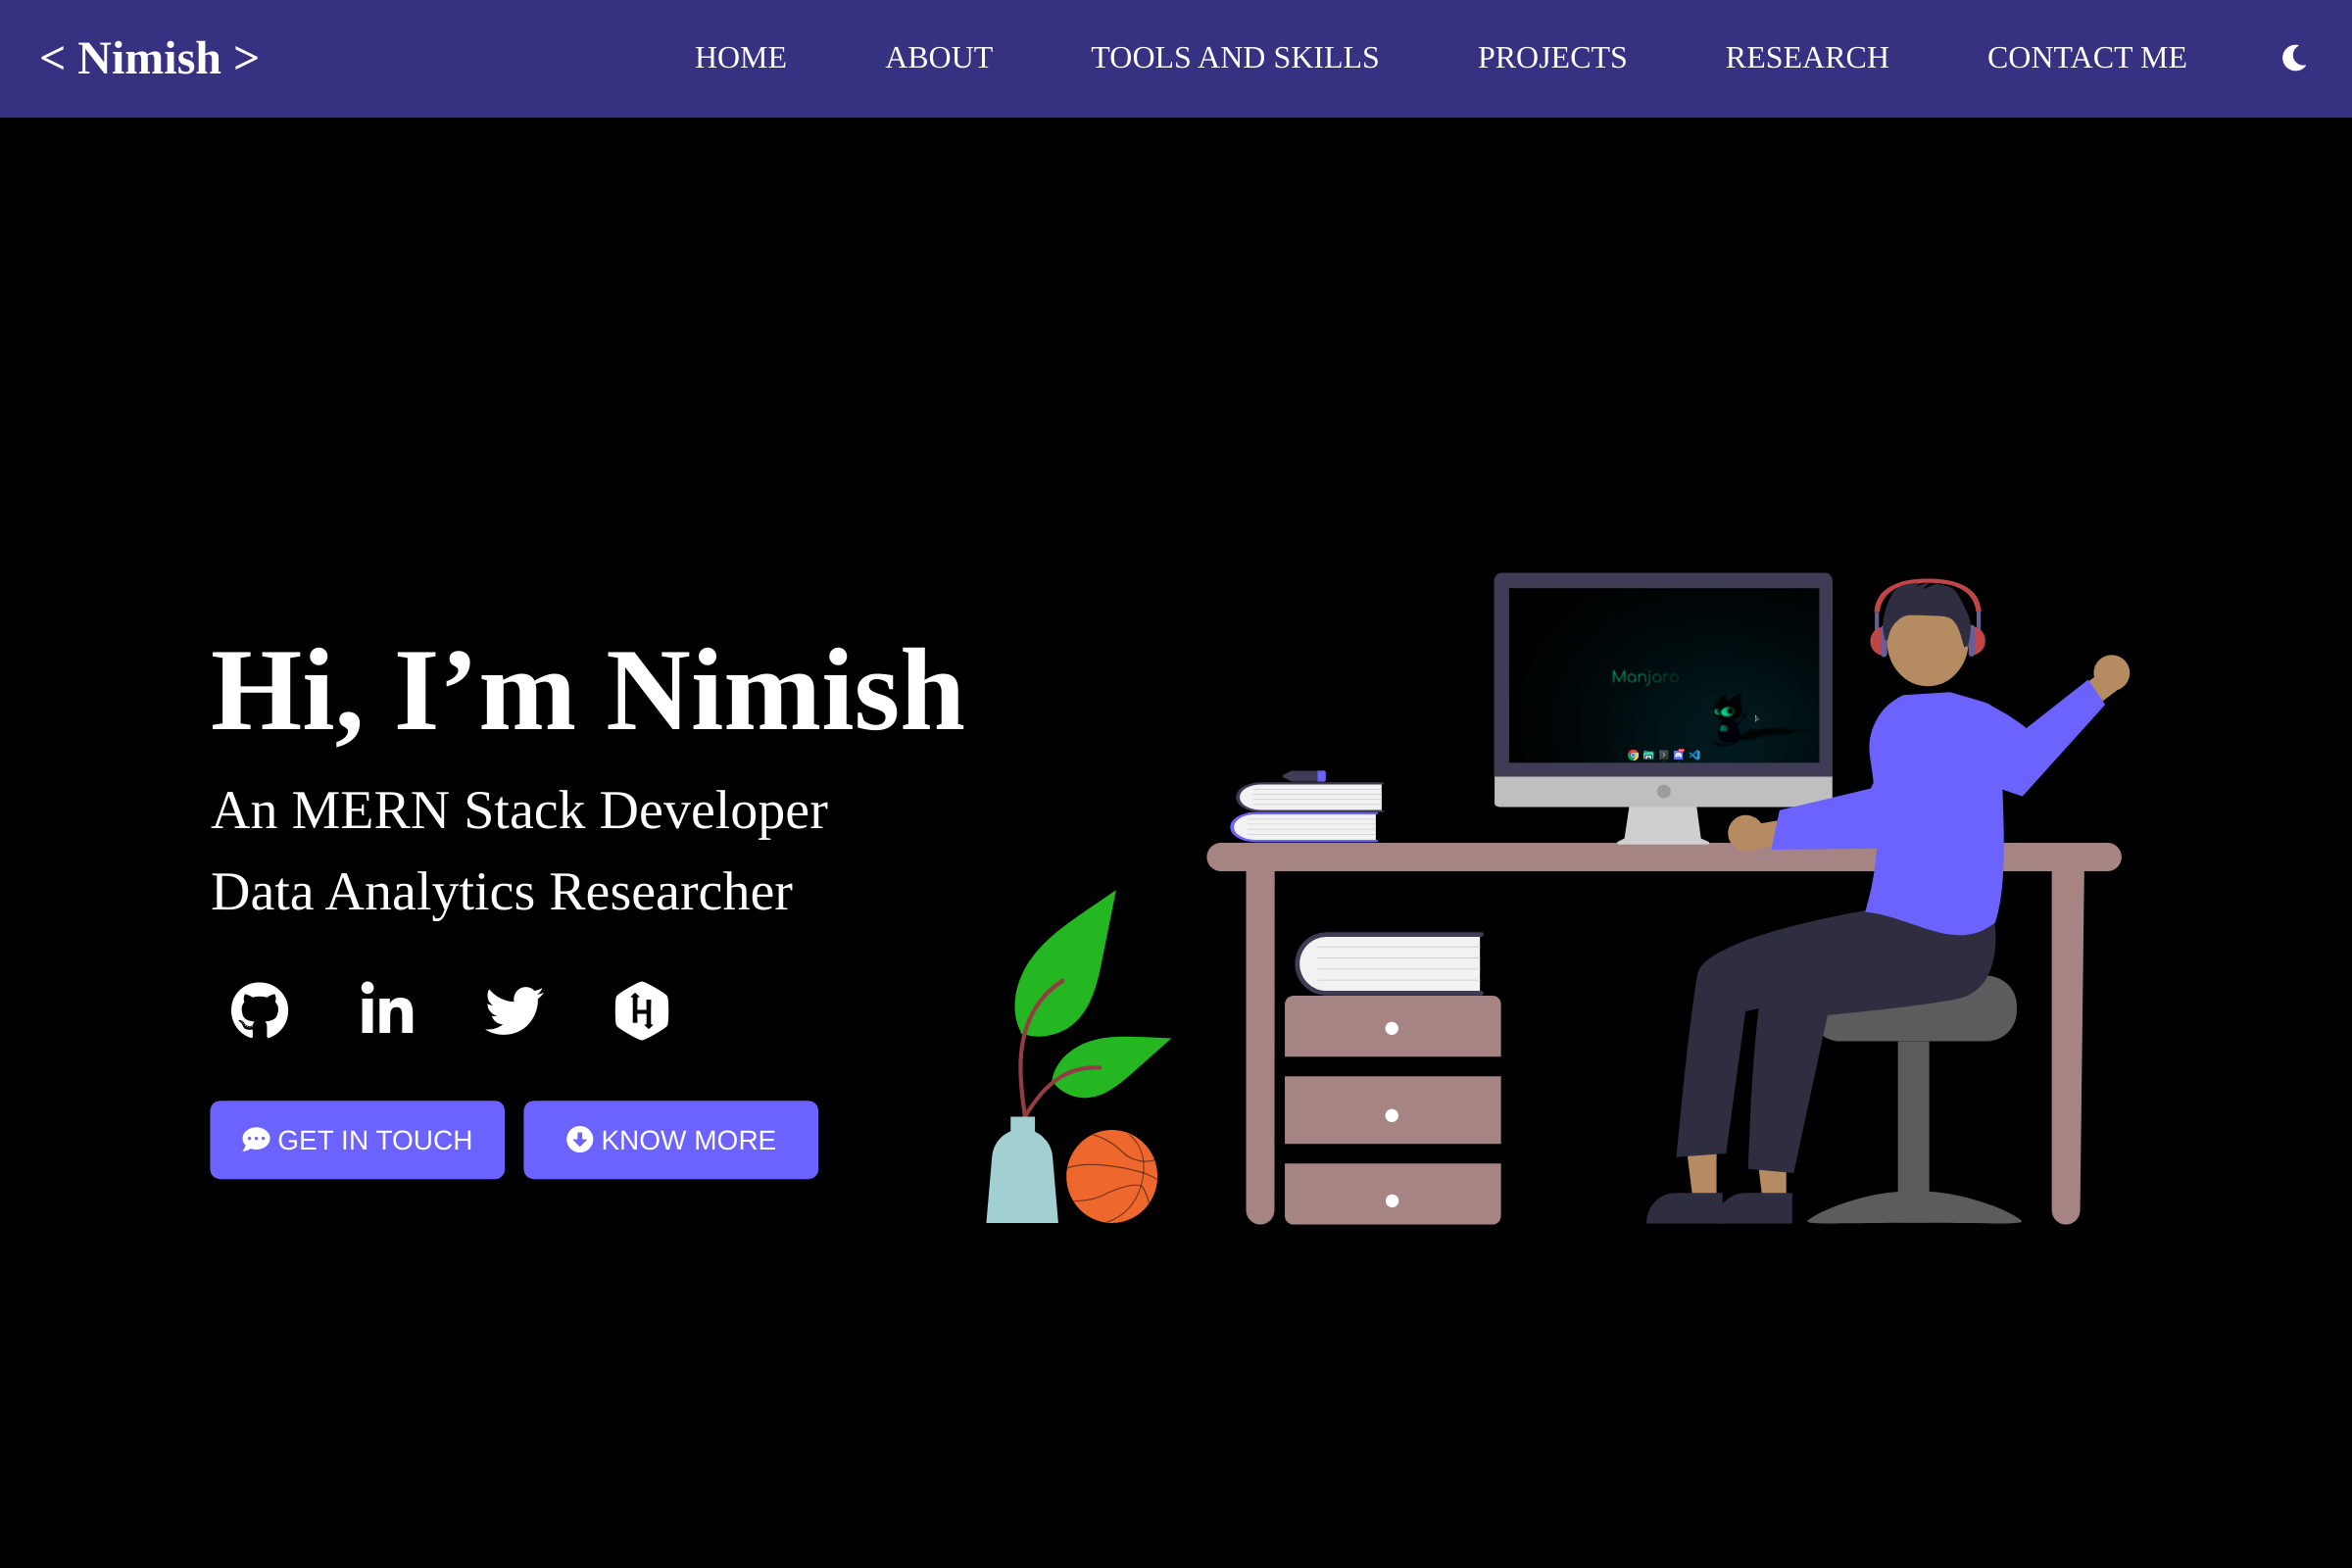 < Nimish >
HOME ABOUT TOOLS AND SKILLS PROJECTS RESEARCH CONTACT ME
Hi, I’m Nimish
An MERN Stack Developer
Data Analytics Researcher
GET IN TOUCH KNOW MORE
Manjaro